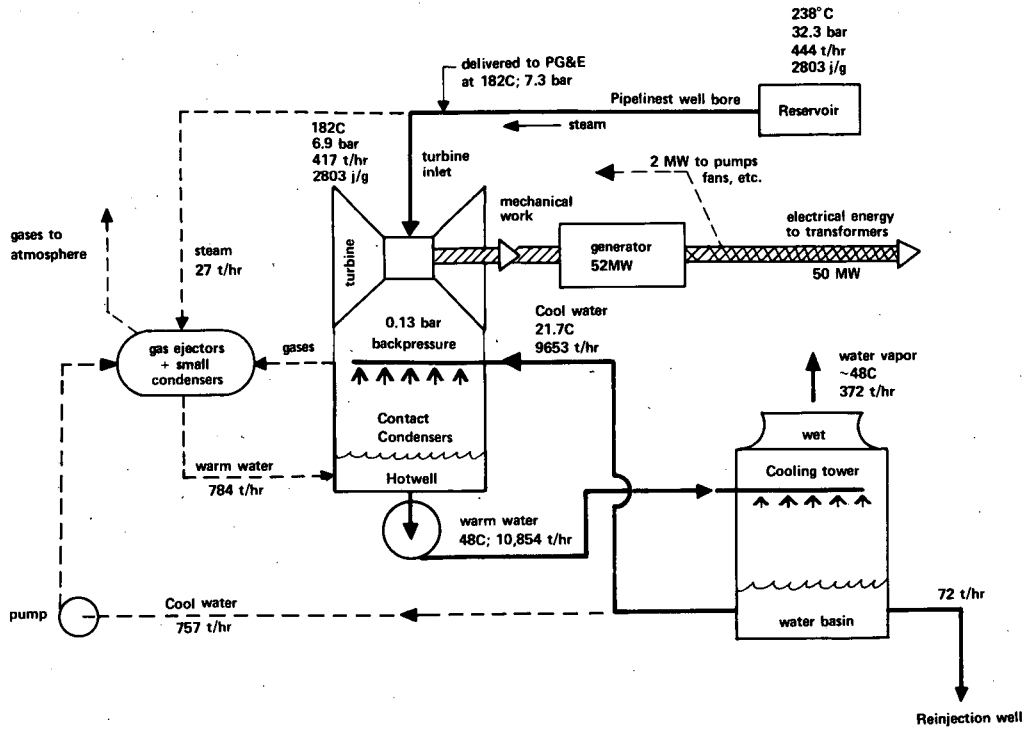 238°C
32.3 bar
444 t/hr
2803 j/g
Reservoir
delivered to PG&E
at 182C; 7.3 bar
Pipelinest well bore
steam
182C
6.9 bar
417 t/hr
2803 j/g
turbine
inlet
2 MW to pumps
fans, etc.
mechanical
work
electrical energy
to transformers
gases to
atmosphere
steam
27 t/hr
turbine
generator
52MW
50 MW
0.13 bar
backpressure
Cool water
21.7C
9653 t/hr
gas ejectors
+ small
condensers
gases
water vapor
~48C
372 t/hr
wet
Contact
Condensers
Cooling tower
Hotwell
warm water
784 t/hr
warm water
48C; 10,854 t/hr
pump
Cool water
757 t/hr
water basin
72 t/hr
Reinjection well